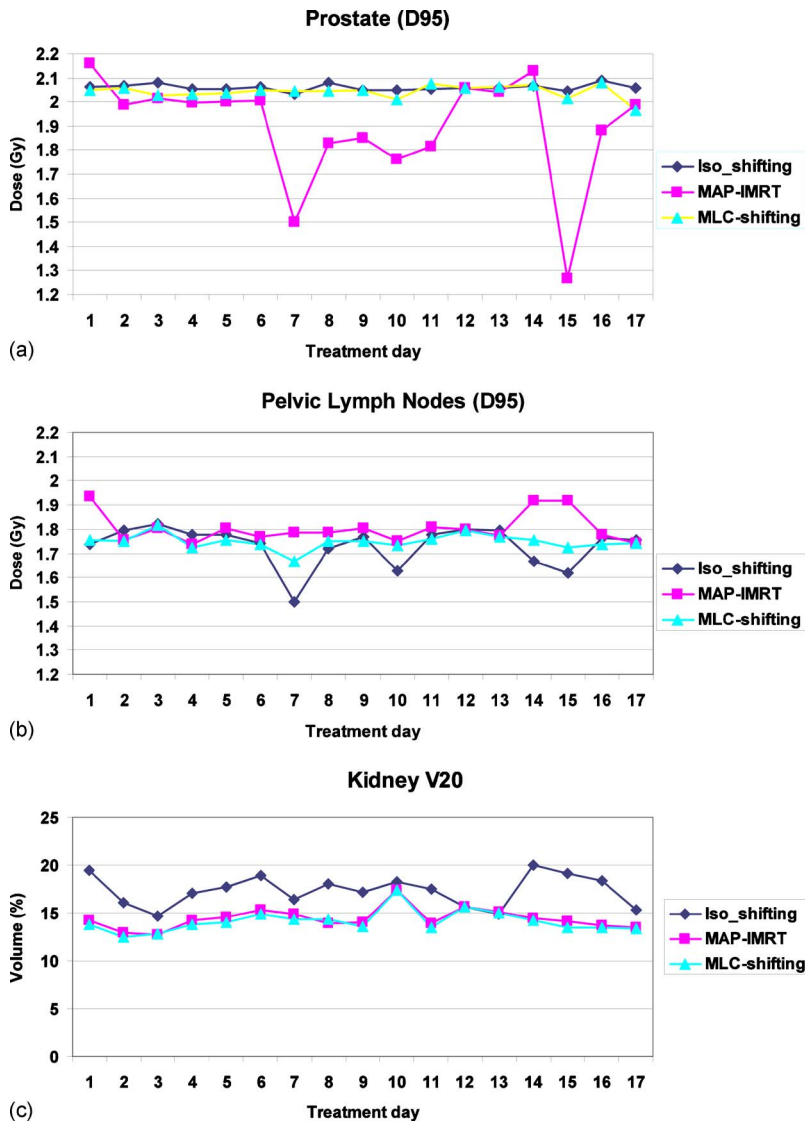 Prostate (D95)
2.2
2.1
2
1.9
1.8
1.7
1.6
1.5
1.4
1.3
1.2
Dose (Gy)
1 2 3 4 5 6 7 8 9 10 11 12 13 14 15 16 17
Treatment day
Iso_shifting
MAP-IMRT
MLC-shifting
(a)
Pelvic Lymph Nodes (D95)
2.2
2.1
2
1.9
1.8
1.7
1.6
1.5
1.4
1.3
1.2
Dose (Gy)
1 2 3 4 5 6 7 8 9 10 11 12 13 14 15 16 17
Treatment day
Iso_shifting
MAP-IMRT
MLC-shifting
(b)
Kidney V20
25
20
15
10
5
0
Volume (%)
1 2 3 4 5 6 7 8 9 10 11 12 13 14 15 16 17
Treatment day
Iso_shifting
MAP-IMRT
MLC-shifting
(c)